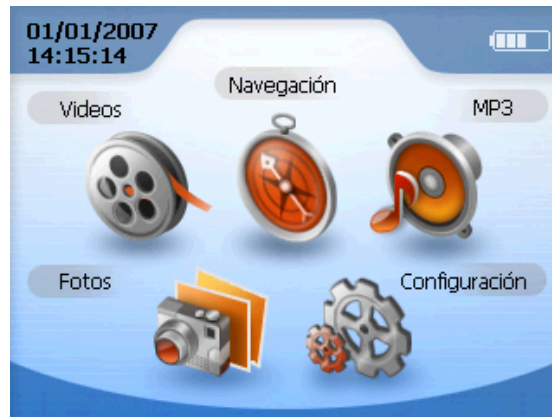 01/01/2007
14:15:14
Navegación
Videos
MP3
Fotos
Configuración